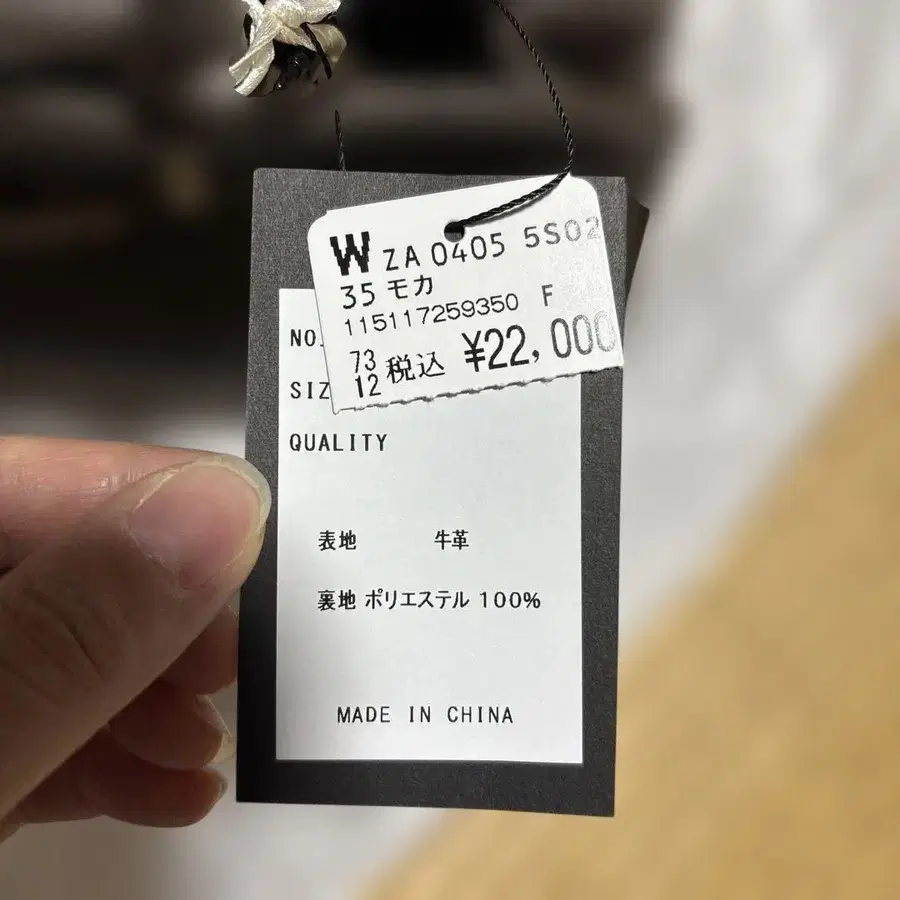 W ZA 0405 5S02
35 モカ
115117259350 F
73
12 税込 ¥22,000
NO.
SIZ
QUALITY
表地 牛革
裏地 ポリエステル 100%
MADE IN CHINA